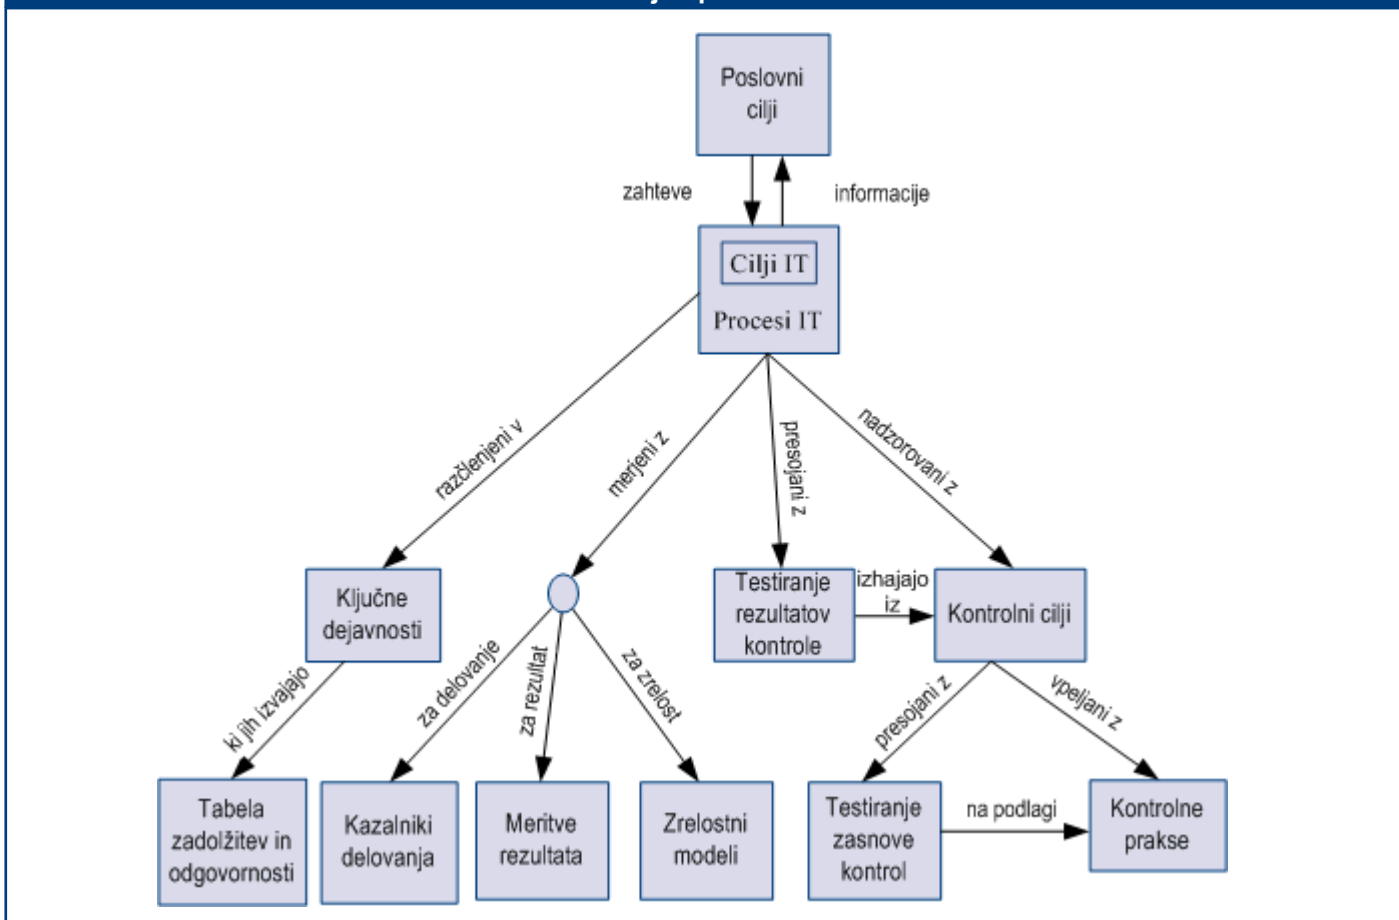 Poslovni
cilji
zahteve
informacije
Cilji IT
Procesi IT
razčlenjeni v
merjeni z
presojani z
nadzorovani z
Ključne
dejavnosti
Testiranje
rezultatov
kontrole
izhajajo
iz
Kontrolni cilji
ki jih izvajajo
za delovanje
za rezultat
za zrelost
presojani z
vpeljani z
Tabela
zadolžitev in
odgovornosti
Kazalniki
delovanja
Meritve
rezultata
Zrelostni
modeli
Testiranje
zasnove
kontrol
na podlagi
Kontrolne
prakse